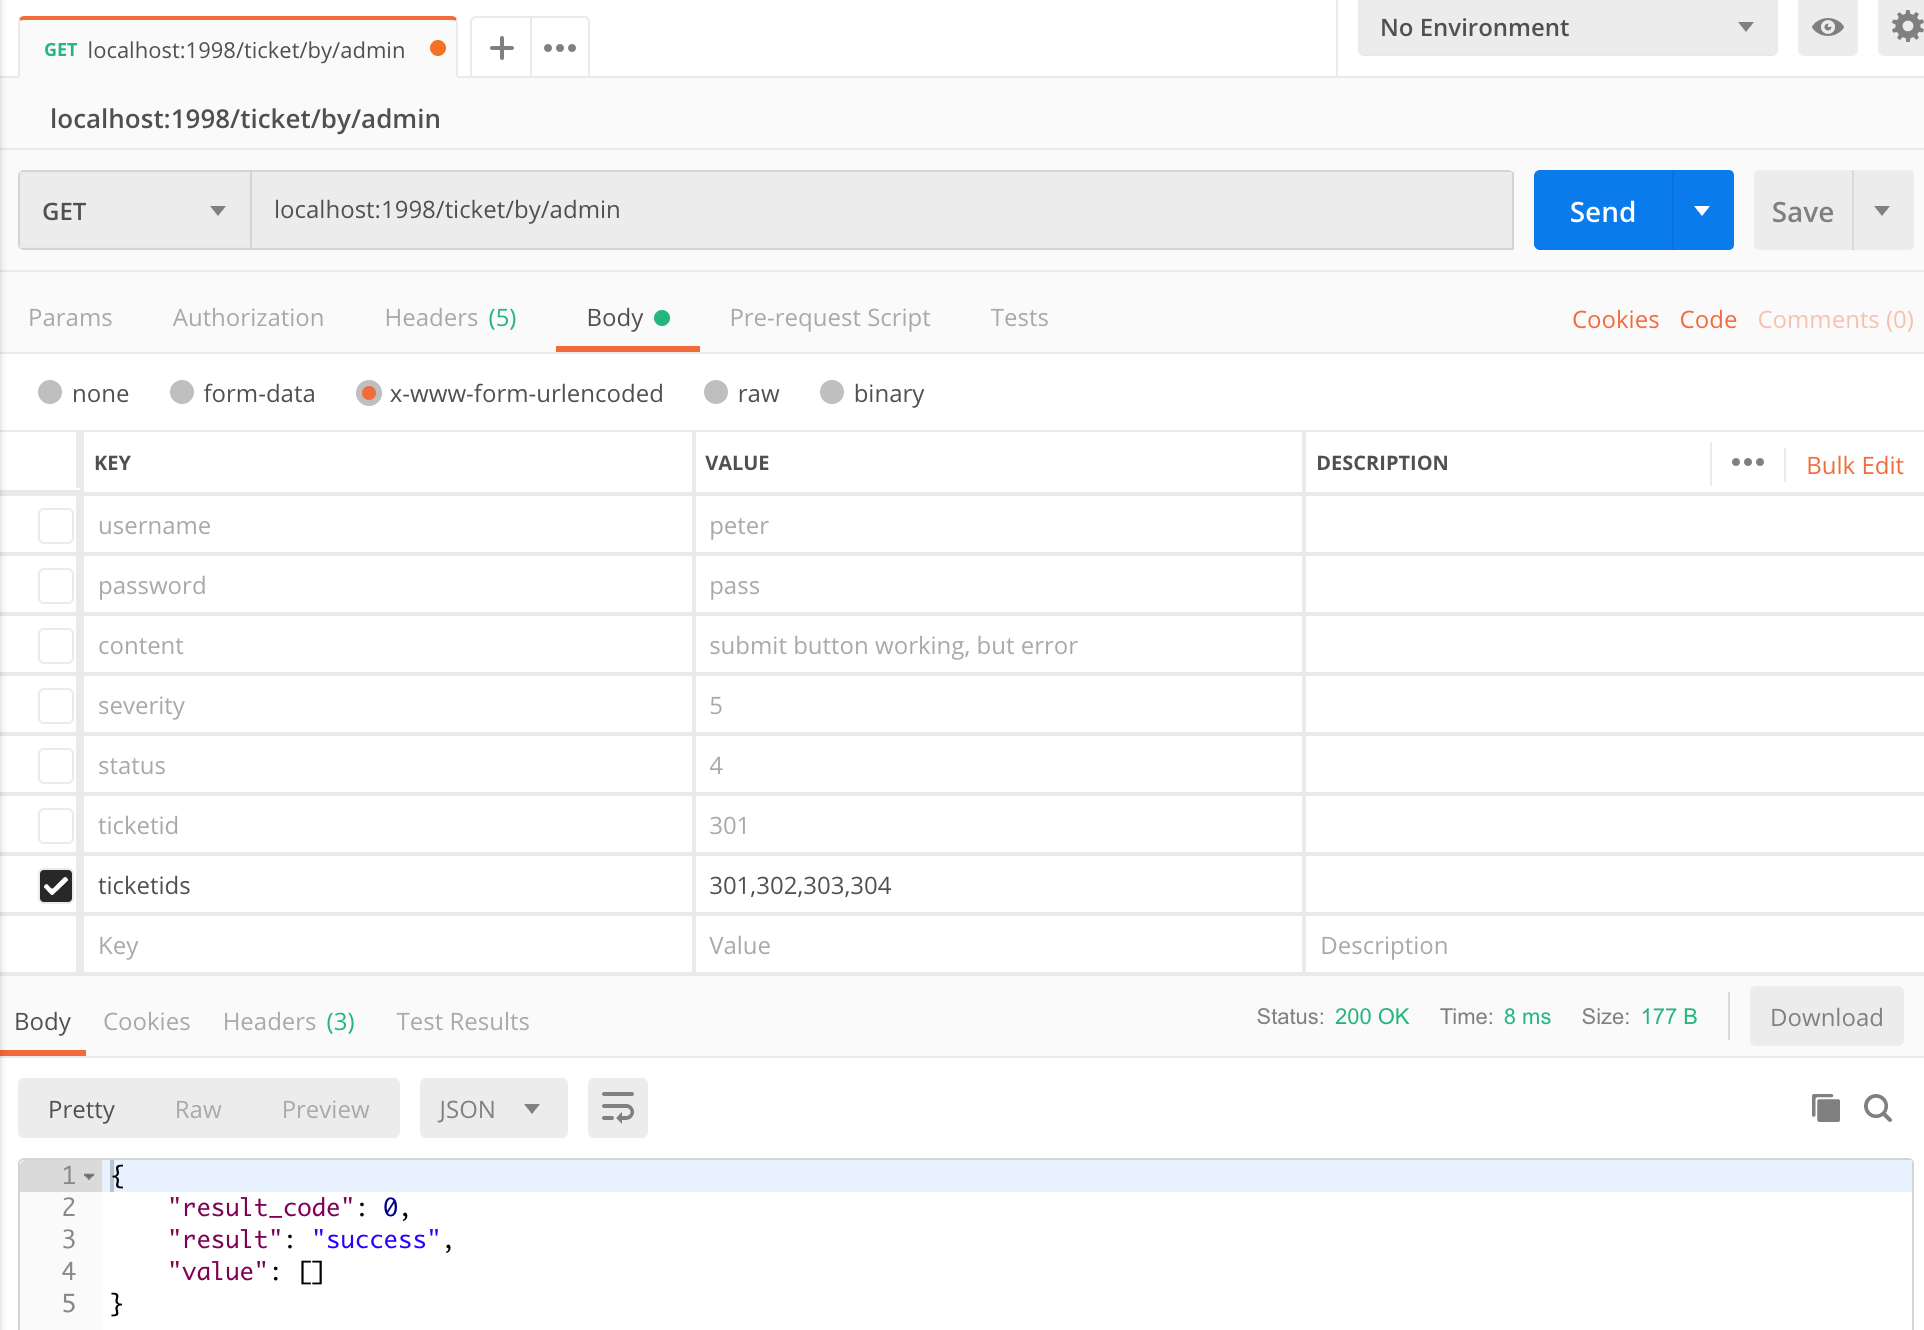 GET localhost:1998/ticket/by/admin
No Environment
localhost:1998/ticket/by/admin
GET localhost:1998/ticket/by/admin Send Save
Params Authorization Headers (5) Body Pre-request Script Tests Cookies Code Comments (0)
none form-data x-www-form-urlencoded raw binary
KEY VALUE DESCRIPTION Bulk Edit
username peter
password pass
content submit button working, but error
severity 5
status 4
ticketid 301
ticketids 301,302,303,304
Key Value Description
Body Cookies Headers (3) Test Results Status: 200 OK Time: 8 ms Size: 177 B Download
Pretty Raw Preview JSON
1 {
2 "result_code": 0,
3 "result": "success",
4 "value": []
5 }